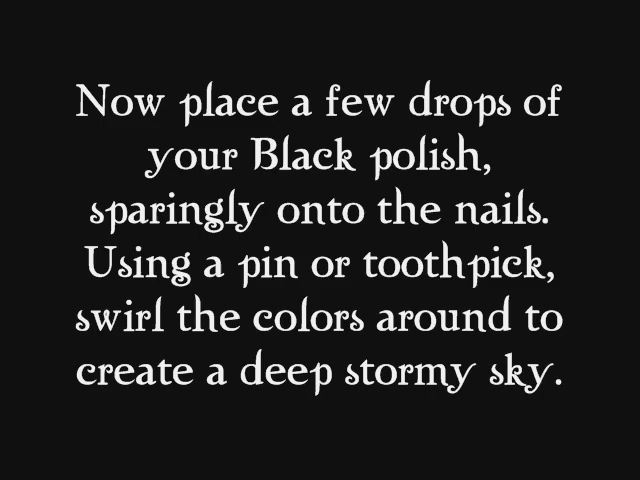 Now place a few drops of
your Black polish,
sparingly onto the nails.
Using a pin or toothpick,
swirl the colors around to
create a deep stormy sky.